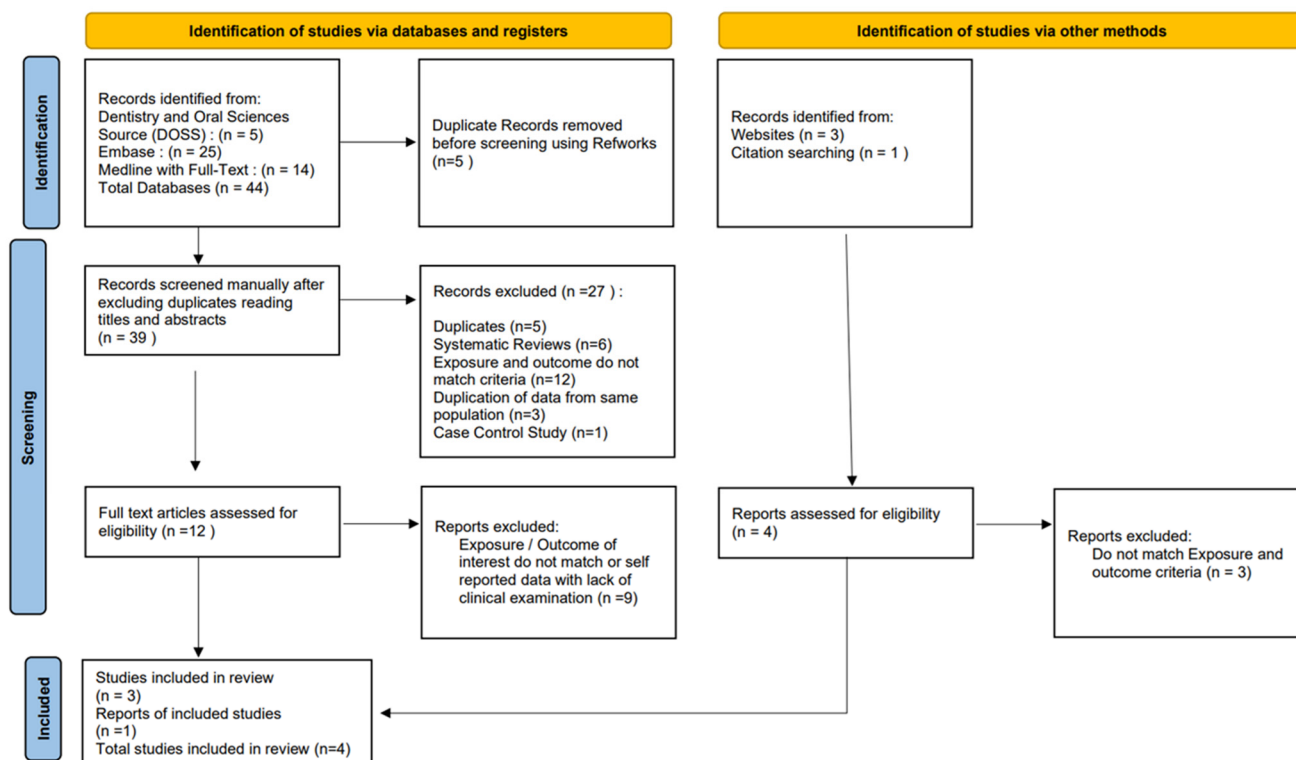 Identification of studies via databases and registers
Identification of studies via other methods
Identification
Records identified from:
Dentistry and Oral Sciences
Source (DOSS) : (n = 5)
Embase : (n = 25)
Medline with Full-Text : (n = 14)
Total Databases (n = 44)
Duplicate Records removed
before screening using Refworks
(n=5 )
Records identified from:
Websites (n = 3)
Citation searching (n = 1 )
Screening
Records screened manually after
excluding duplicates reading
titles and abstracts
(n = 39 )
Records excluded (n =27 ) :
Duplicates (n=5)
Systematic Reviews (n=6)
Exposure and outcome do not
match criteria (n=12)
Duplication of data from same
population (n=3)
Case Control Study (n=1)
Full text articles assessed for
eligibility (n =12 )
Reports excluded:
Exposure / Outcome of
interest do not match or self
reported data with lack of
clinical examination (n =9)
Reports assessed for eligibility
(n = 4)
Reports excluded:
Do not match Exposure and
outcome criteria (n = 3)
Included
Studies included in review
(n = 3)
Reports of included studies
(n =1)
Total studies included in review (n=4)